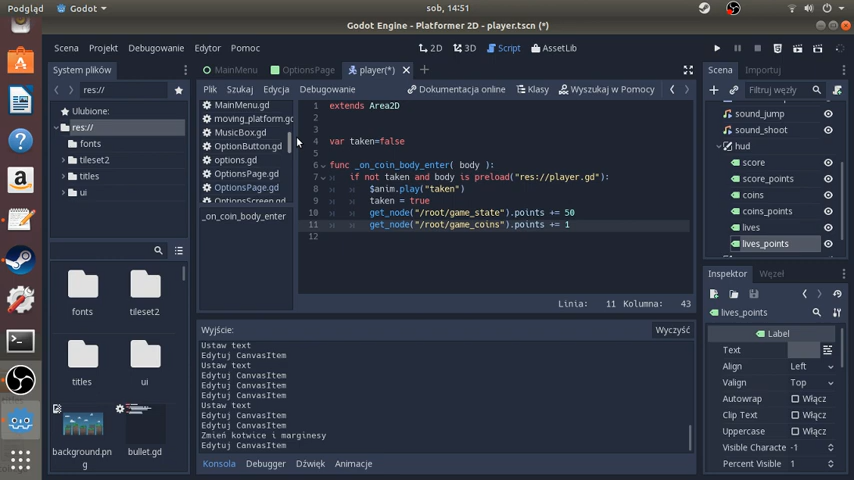 Podgląd
Godot
sob, 14:51
Godot Engine - Platformer 2D - player.tscn (*)
Scena
Projekt
Debugowanie
Edytor
Pomoc
2D
3D
Script
AssetLib
System plików
MainMenu
OptionsPage
player(*)
Scena
Importuj
res://
Plik
Szukaj
Edycja
Debugowanie
Dokumentacja online
Klasy
Wyszukaj w Pomocy
Filtruj węzły
Ulubione:
res://
fonts
tileset2
titles
ui
MainMenu.gd
moving_platform.gd
MusicBox.gd
OptionButton.gd
options.gd
OptionsPage.gd
OptionsPage.gd
OptionsScreen.gd
_on_coin_body_enter
1 extends Area2D
2
3
4 var taken=false
5
6 func _on_coin_body_enter( body ):
7 if not taken and body is preload("res://player.gd"):
8 $anim.play("taken")
9 taken = true
10 get_node("/root/game_state").points += 50
11 get_node("/root/game_coins").points += 1
12
Linia: 11 Kolumna: 43
sound_jump
sound_shoot
hud
score
score_points
coins
coins_points
lives
lives_points
fonts
tileset2
titles
ui
background.pn
g
bullet.gd
Wyjście:
Wyczyść
Ustaw text
Edytuj CanvasItem
Ustaw text
Edytuj CanvasItem
Edytuj CanvasItem
Edytuj CanvasItem
Ustaw text
Edytuj CanvasItem
Edytuj CanvasItem
Zmień kotwice i marginesy
Edytuj CanvasItem
Konsola
Debugger
Dźwięk
Animacje
Inspektor
Węzeł
lives_points
Label
Text
Align Left
Valign Top
Autowrap Włącz
Clip Text Włącz
Uppercase Włącz
Visible Characte -1
Percent Visible 1